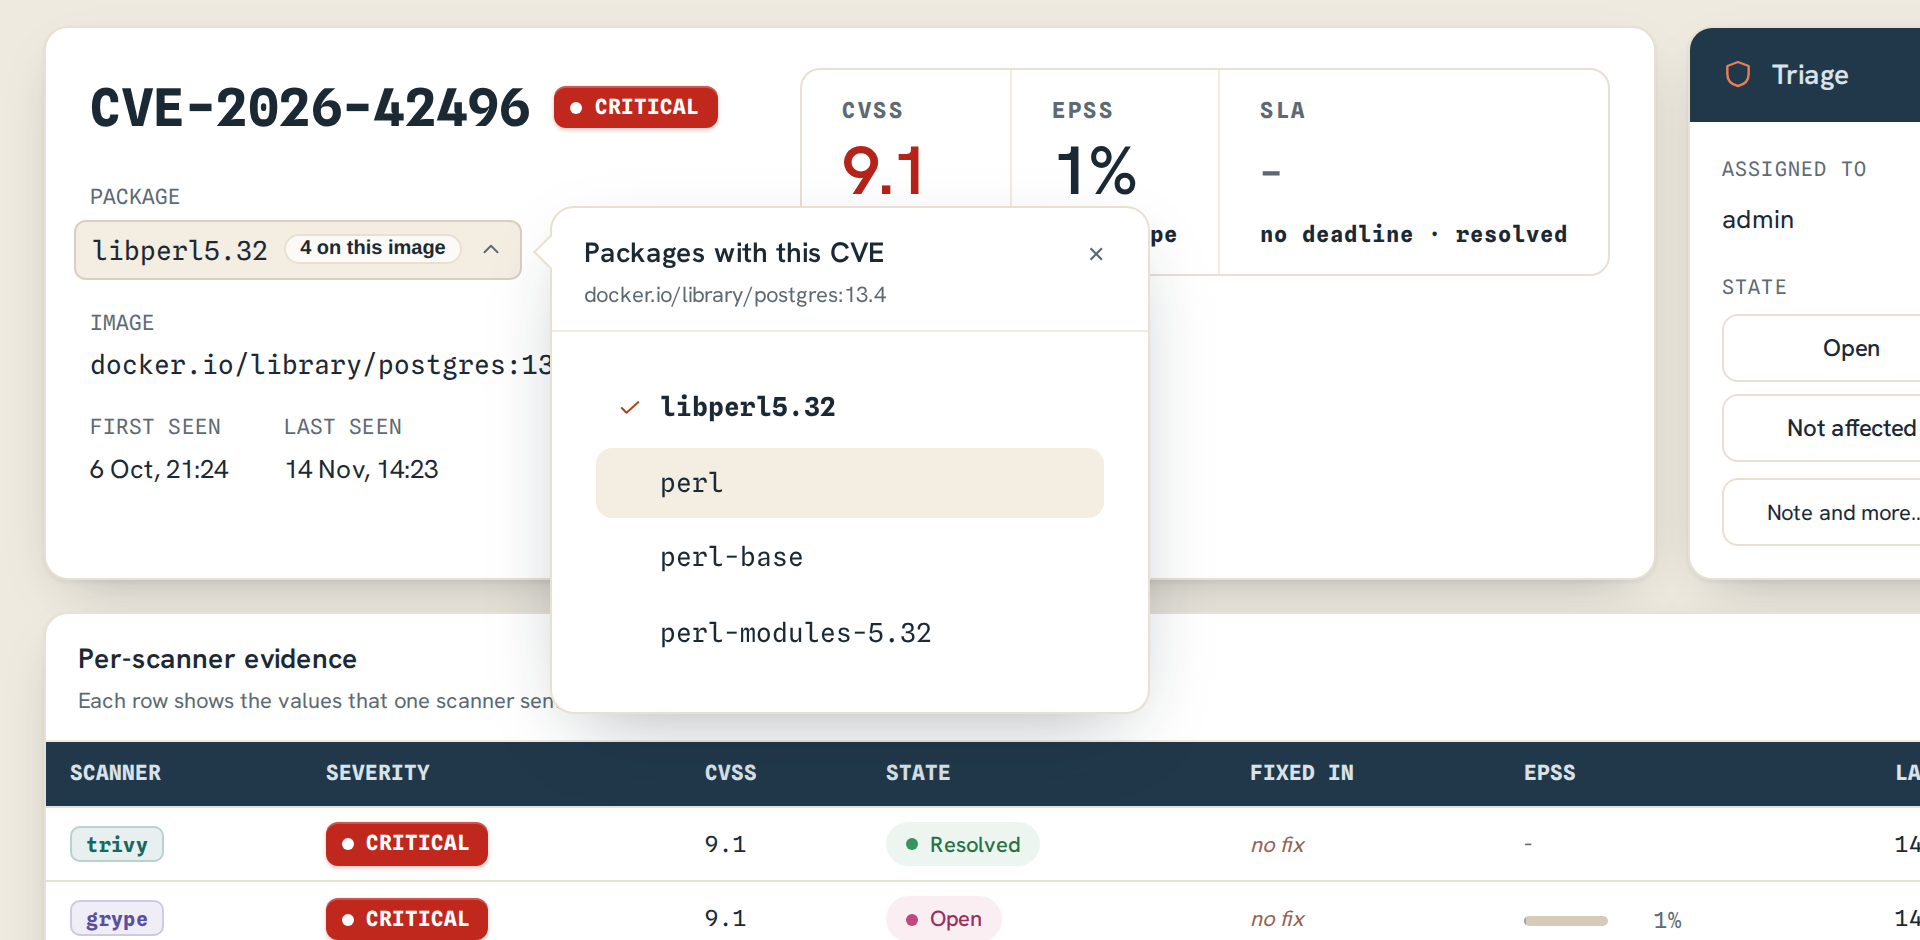 CVE-2026-42496
CRITICAL
PACKAGE
libperl5.32
4 on this image
IMAGE
docker.io/library/postgres:13
FIRST SEEN
LAST SEEN
6 Oct, 21:24
14 Nov, 14:23
CVSS
9.1
EPSS
1%
pe
SLA
–
no deadline · resolved
Packages with this CVE
×
docker.io/library/postgres:13.4
libperl5.32
perl
perl-base
perl-modules-5.32
Triage
ASSIGNED TO
admin
STATE
Open
Not affected
Note and more..
Per-scanner evidence
Each row shows the values that one scanner sen
SCANNER SEVERITY CVSS STATE FIXED IN EPSS LA
trivy CRITICAL 9.1 Resolved no fix - 14
grype CRITICAL 9.1 Open no fix 1% 14